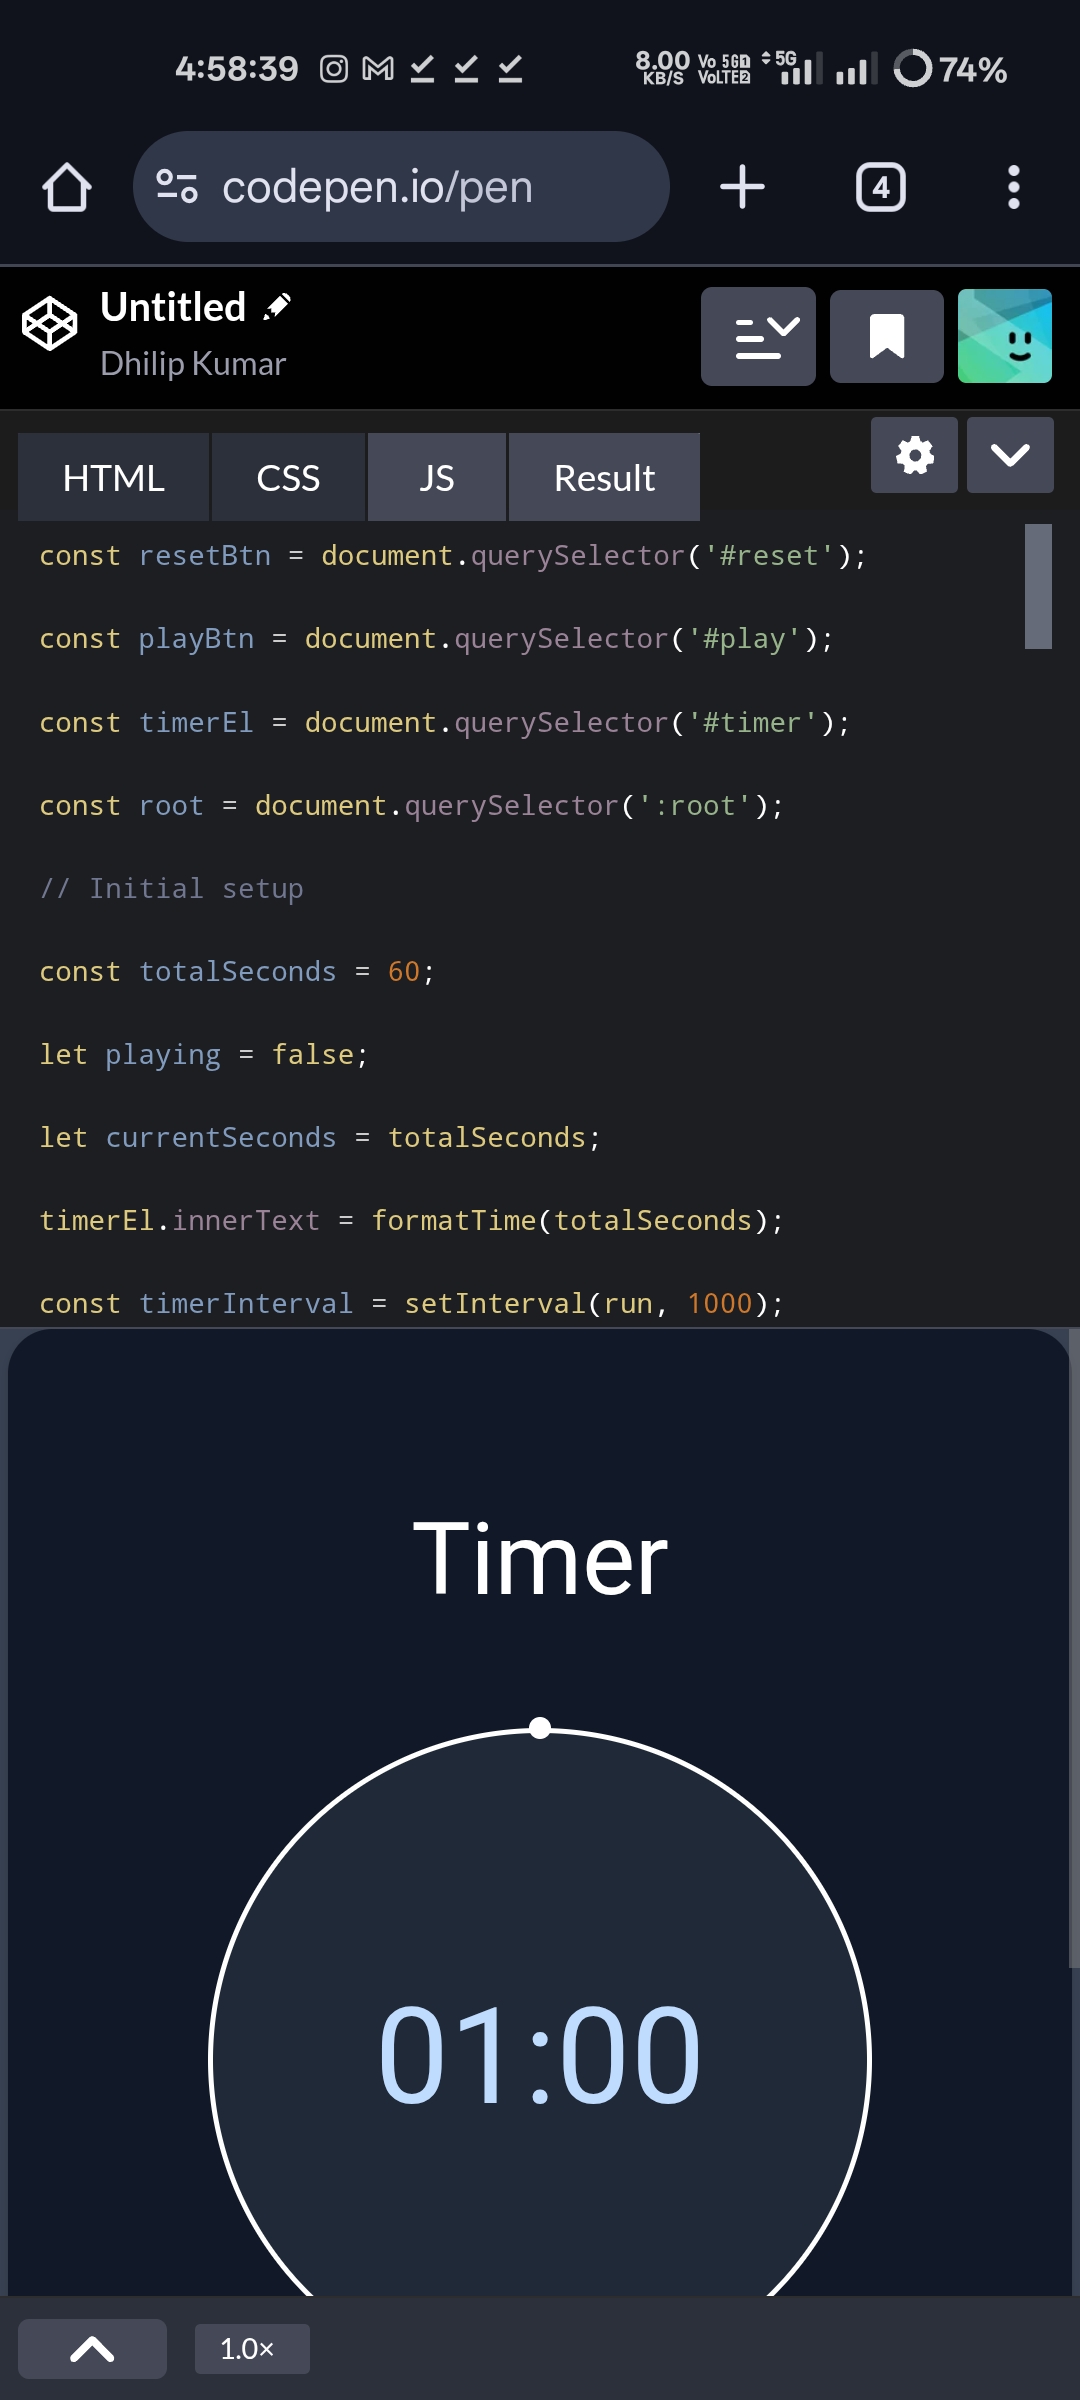 4:58:39 8.00 KB/S Vo 5G 1 VoLTE 2 5G 74%
codepen.io/pen 4
Untitled
Dhilip Kumar
HTML CSS JS Result
const resetBtn = document.querySelector('#reset');
const playBtn = document.querySelector('#play');
const timerEl = document.querySelector('#timer');
const root = document.querySelector(':root');
// Initial setup
const totalSeconds = 60;
let playing = false;
let currentSeconds = totalSeconds;
timerEl.innerText = formatTime(totalSeconds);
const timerInterval = setInterval(run, 1000);
Timer
01:00
1.0×